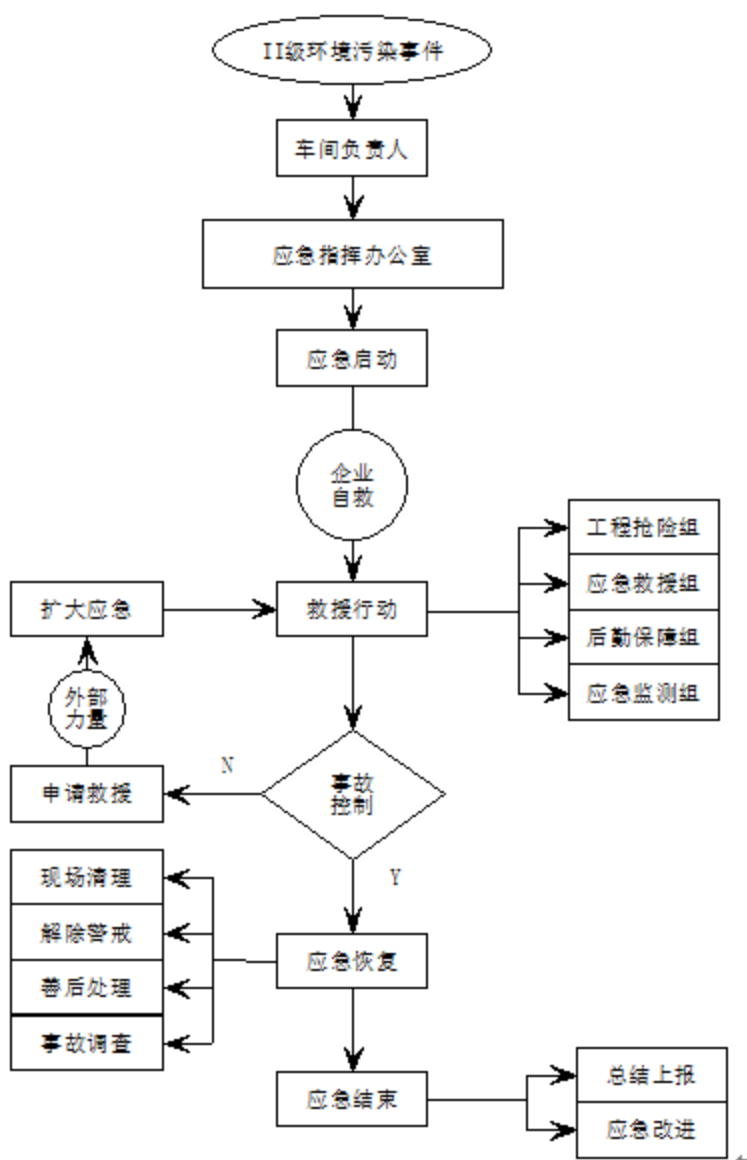 II级环境污染事件
车间负责人
应急指挥办公室
应急启动
企业
自救
工程抢险组
应急救援组
后勤保障组
应急监测组
扩大应急
救援行动
外部
力量
申请救援
N
事故
控制
Y
现场清理
解除警戒
善后处理
事故调查
应急恢复
应急结束
总结上报
应急改进